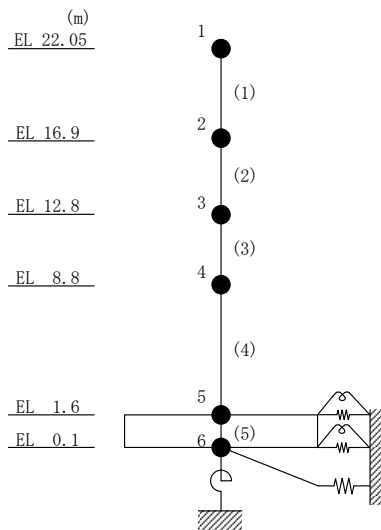 (m)
1
EL 22.05
(1)
2
EL 16.9
(2)
3
EL 12.8
(3)
4
EL 8.8
(4)
5
EL 1.6
6
(5)
EL 0.1